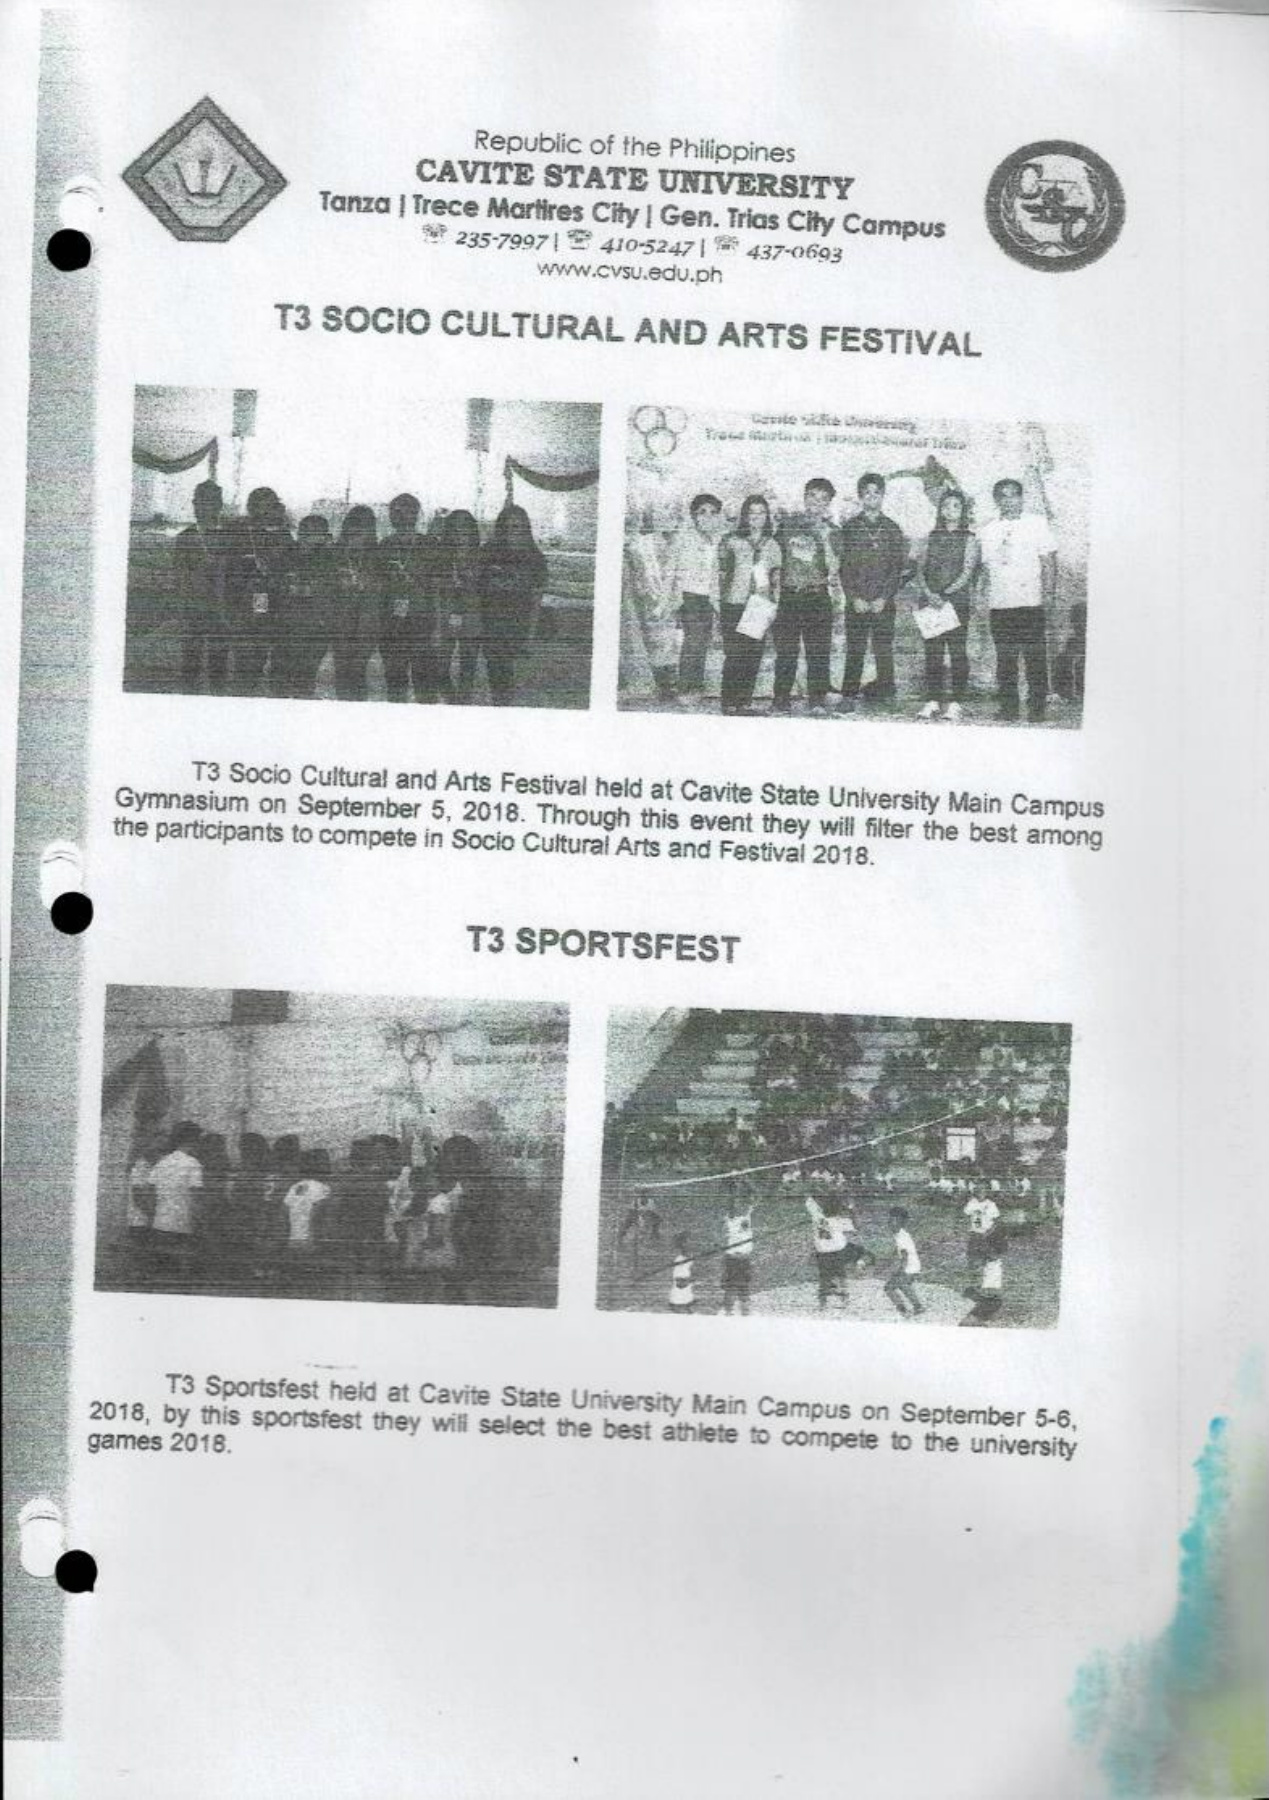 Republic of the Philippines
CAVITE STATE UNIVERSITY
Tanza | Trece Martires City | Gen. Trias City Campus
☏ 235-7997 | ☏ 410-5247 | ☏ 437-0693
www.cvsu.edu.ph
T3 SOCIO CULTURAL AND ARTS FESTIVAL
Cavite State University
T3 Socio Cultural and Arts Festival held at Cavite State University Main Campus
Gymnasium on September 5, 2018. Through this event they will filter the best among
the participants to compete in Socio Cultural Arts and Festival 2018.
T3 SPORTSFEST
T3 Sportsfest held at Cavite State University Main Campus on September 5-6,
2018, by this sportsfest they will select the best athlete to compete to the university
games 2018.